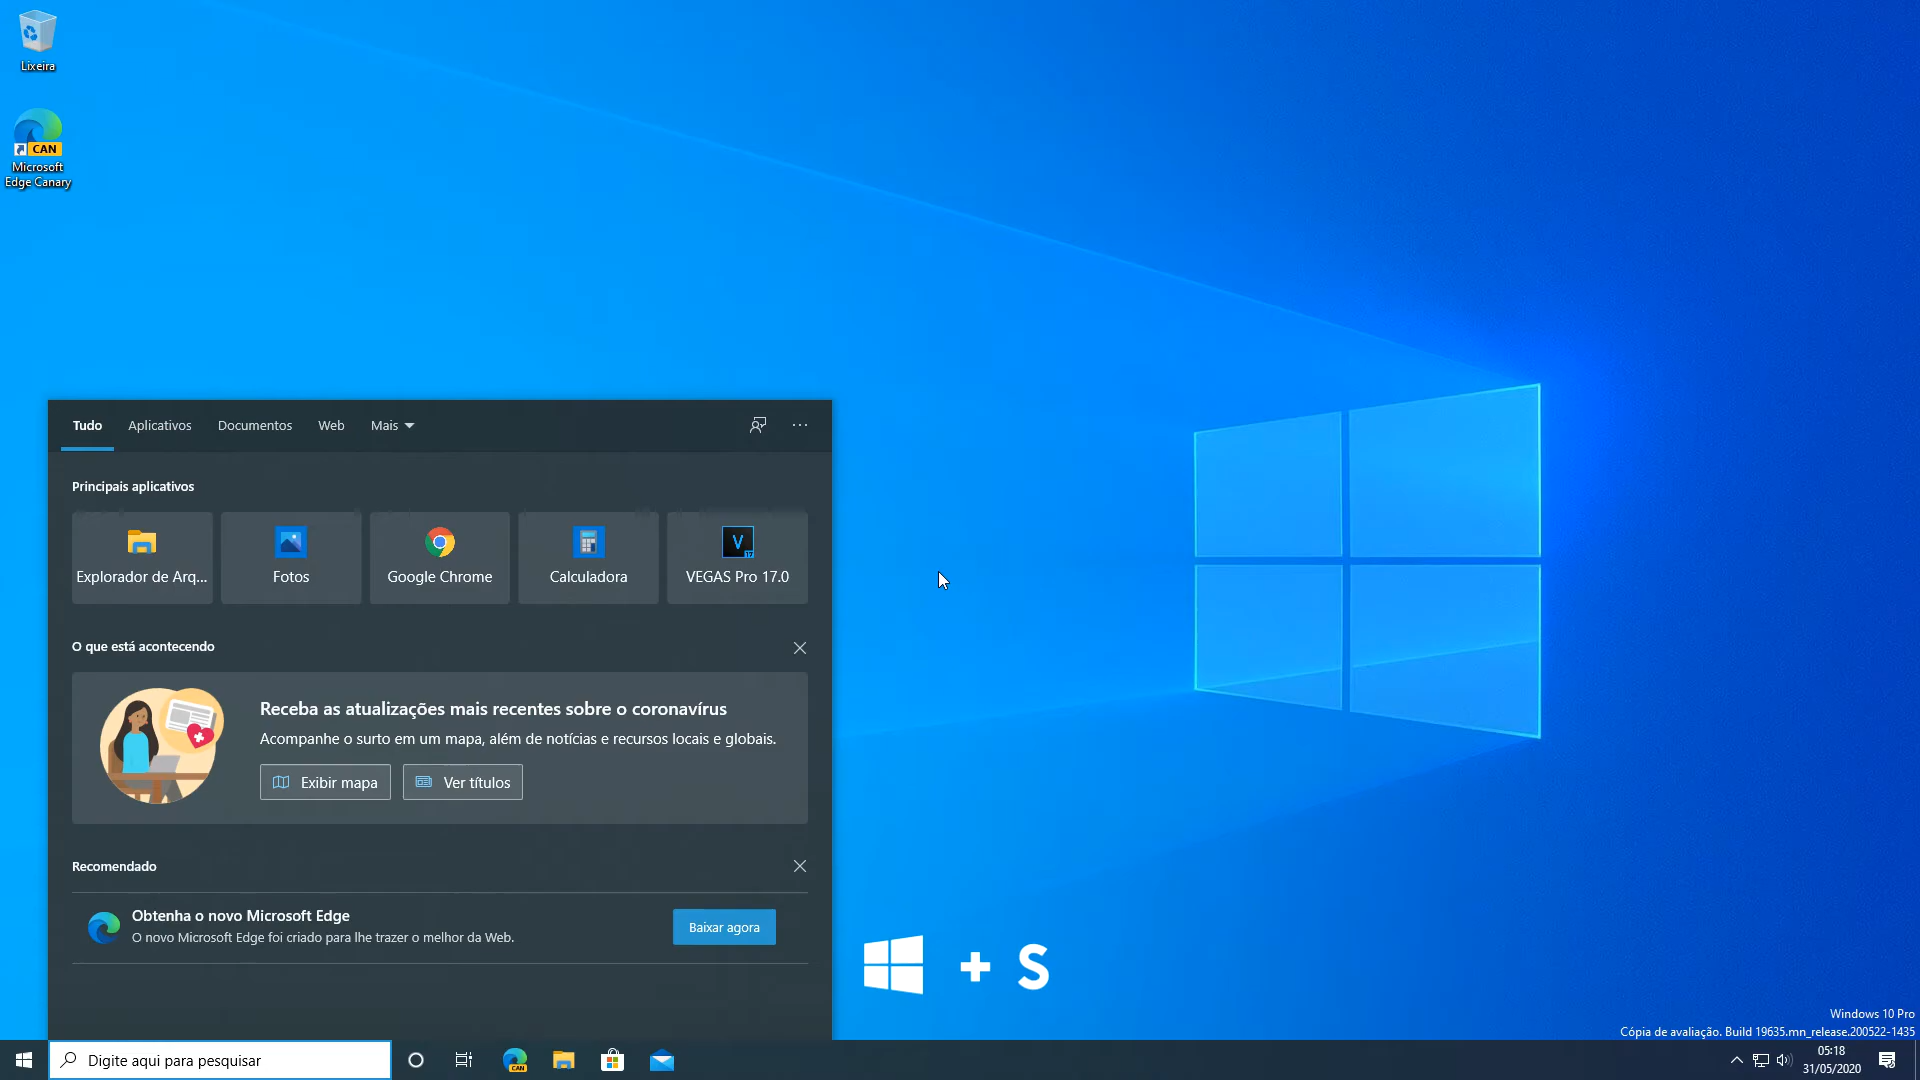 Lixeira
CAN
Microsoft
Edge Canary
Tudo
Aplicativos
Documentos
Web
Mais
Principais aplicativos
Explorador de Arq...
Fotos
Google Chrome
Calculadora
V
17
VEGAS Pro 17.0
O que está acontecendo
Receba as atualizações mais recentes sobre o coronavírus
Acompanhe o surto em um mapa, além de notícias e recursos locais e globais.
Exibir mapa
Ver títulos
Recomendado
Obtenha o novo Microsoft Edge
O novo Microsoft Edge foi criado para lhe trazer o melhor da Web.
Baixar agora
+ S
Windows 10 Pro
Cópia de avaliação. Build 19635.mn_release.200522-1435
Digite aqui para pesquisar
CAN
05:18
31/05/2020